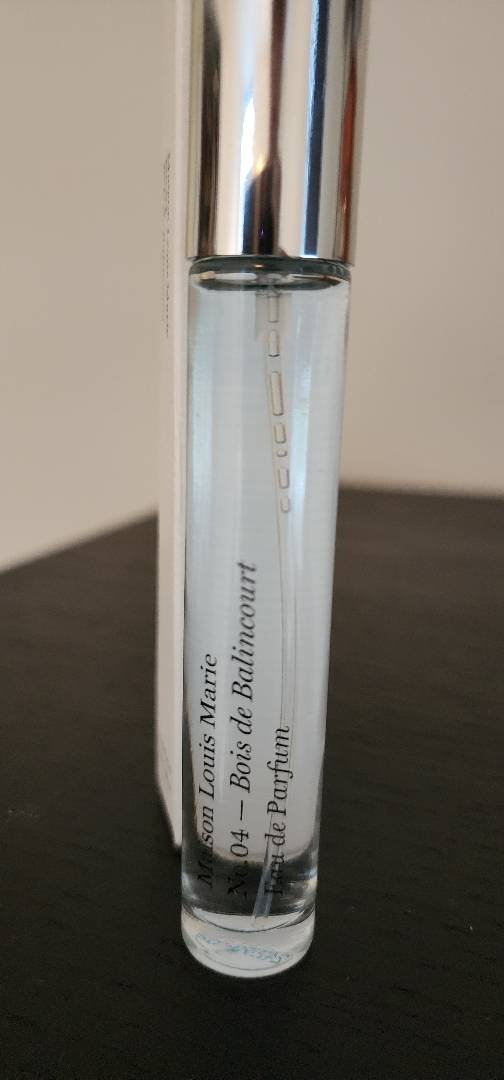 Maison Louis Marie
No.04 — Bois de Balincourt
Eau de Parfum